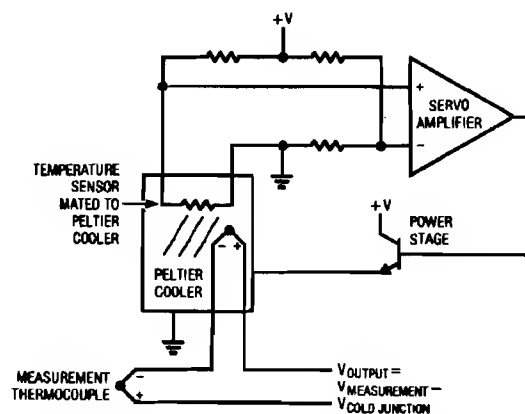 +V
+
SERVO
AMPLIFIER
−
TEMPERATURE
SENSOR
MATED TO
PELTIER
COOLER
+V
POWER
STAGE
− +
PELTIER
COOLER
MEASUREMENT
THERMOCOUPLE
−
+
VOUTPUT =
VMEASUREMENT −
VCOLD JUNCTION